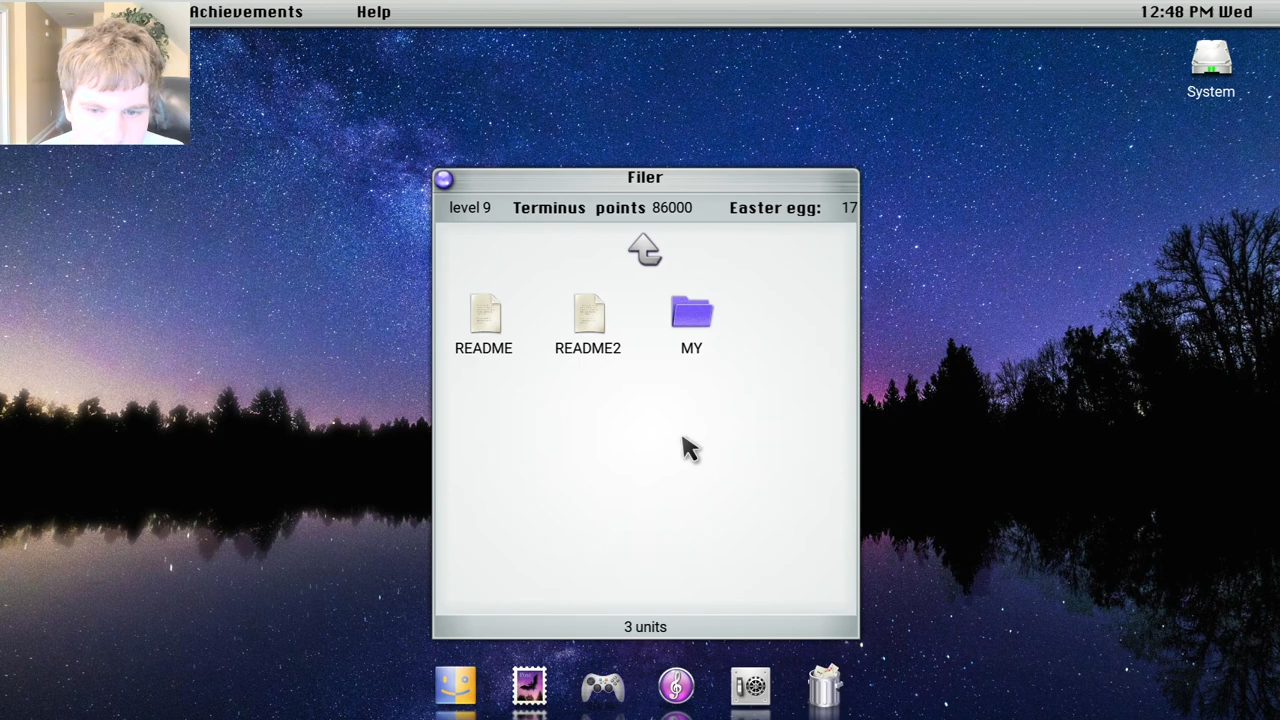 Achievements Help 12:48 PM Wed
System
Filer
level 9 Terminus points 86000 Easter egg: 17
README README2 MY
3 units